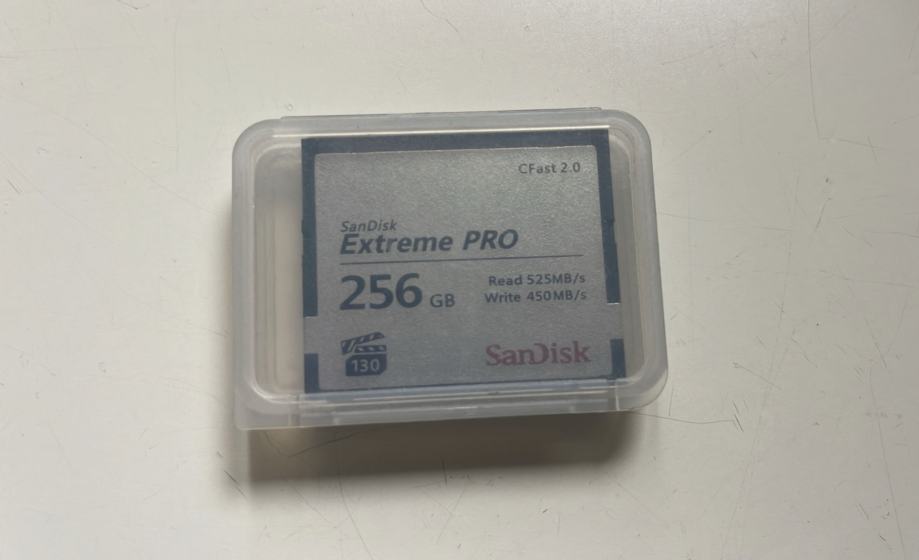 CFast 2.0
SanDisk
Extreme PRO
256 GB
Read 525MB/s
Write 450MB/s
130
SanDisk